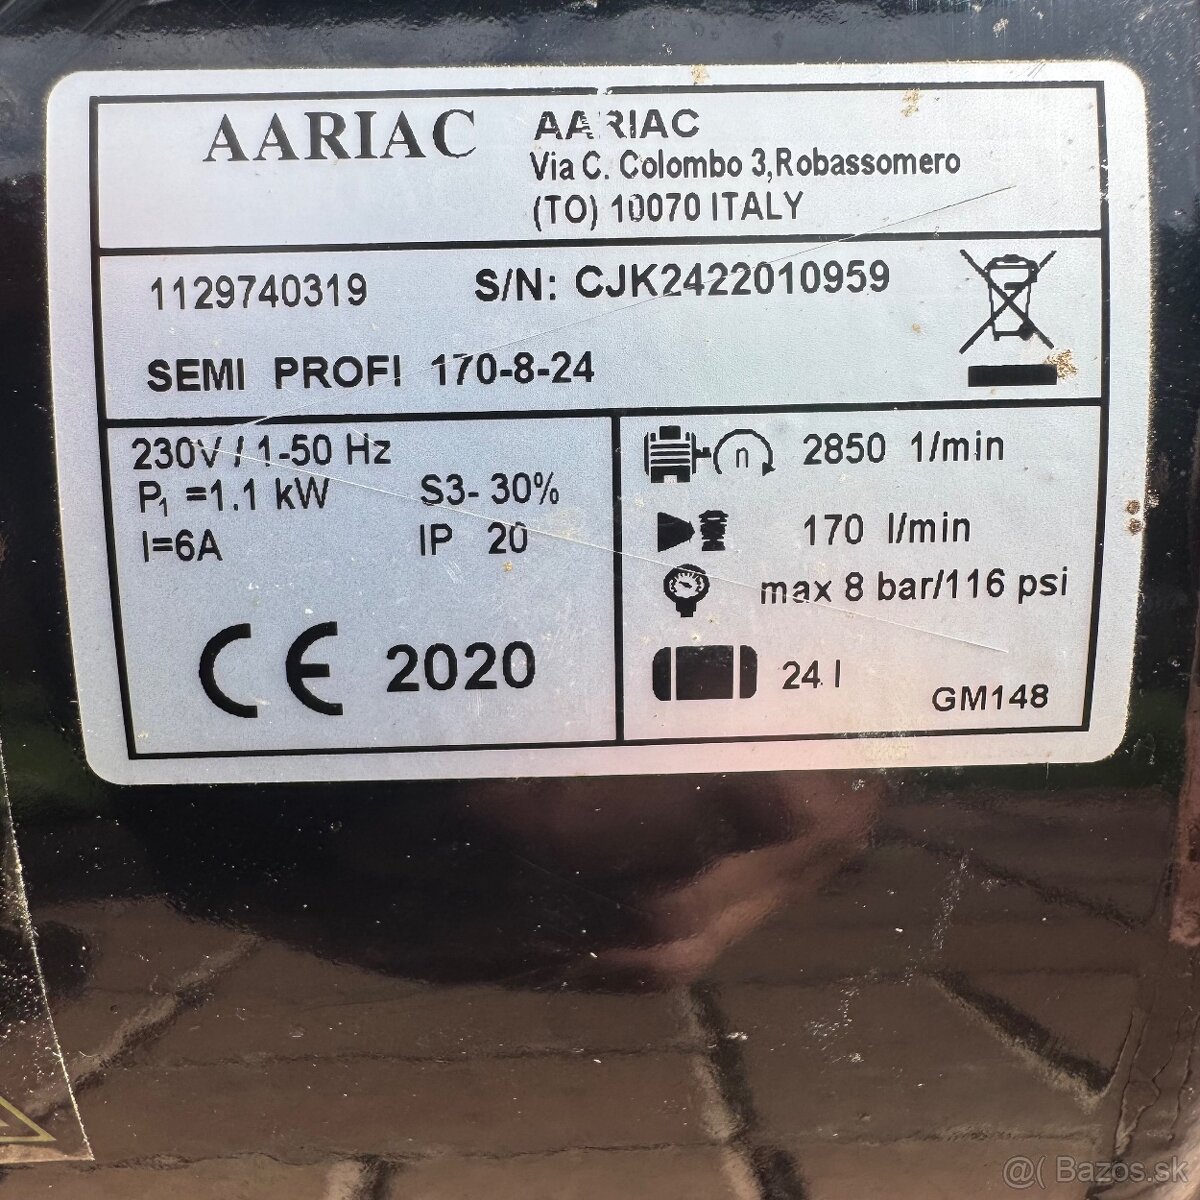 AARIAC
AARIAC
Via C. Colombo 3,Robassomero
(TO) 10070 ITALY
1129740319
S/N: CJK2422010959
SEMI PROFI 170-8-24
230V / 1-50 Hz
P1 =1.1 kW
S3- 30%
I=6A
IP 20
CE 2020
n
2850 1/min
170 l/min
max 8 bar/116 psi
24 l
GM148
@( Bazos.sk